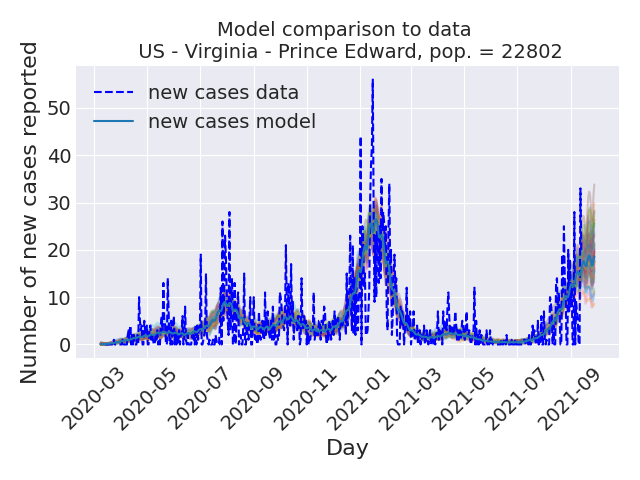 Model comparison to data
US - Virginia - Prince Edward, pop. = 22802
Number of new cases reported
50
40
30
20
10
0
new cases data
new cases model
2020-03
2020-05
2020-07
2020-09
2020-11
2021-01
2021-03
2021-05
2021-07
2021-09
Day